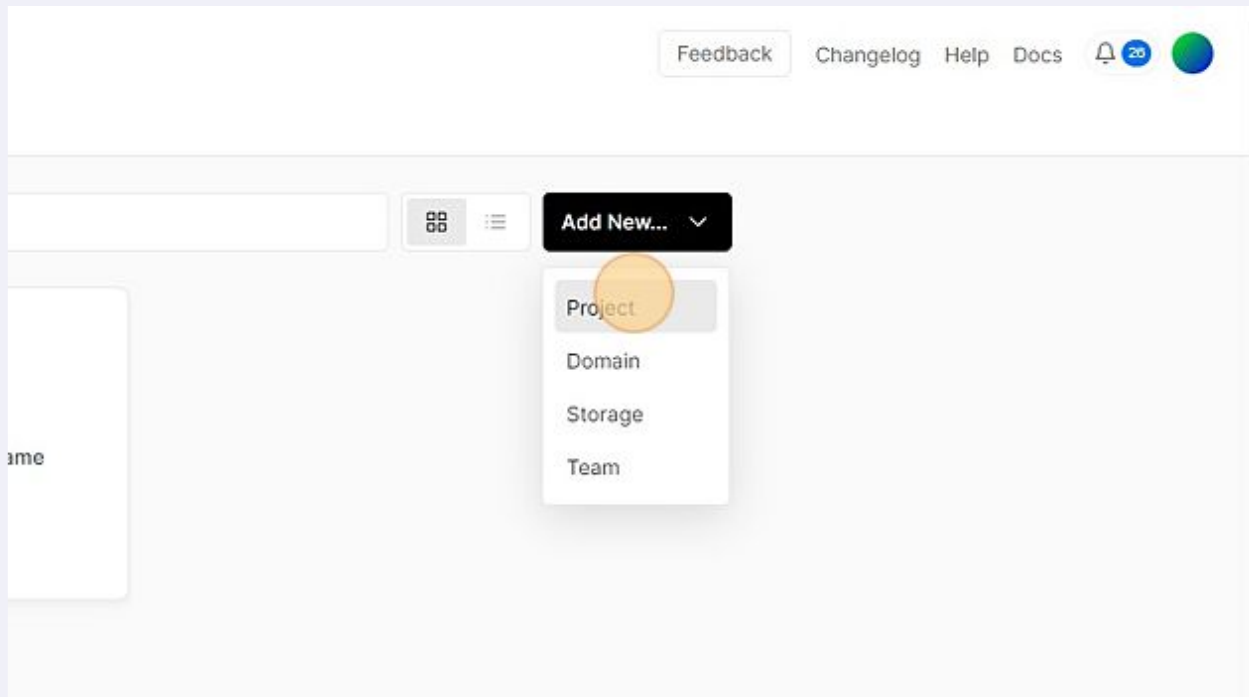 Feedback Changelog Help Docs 26
Add New...
Project
Domain
Storage
ame
Team